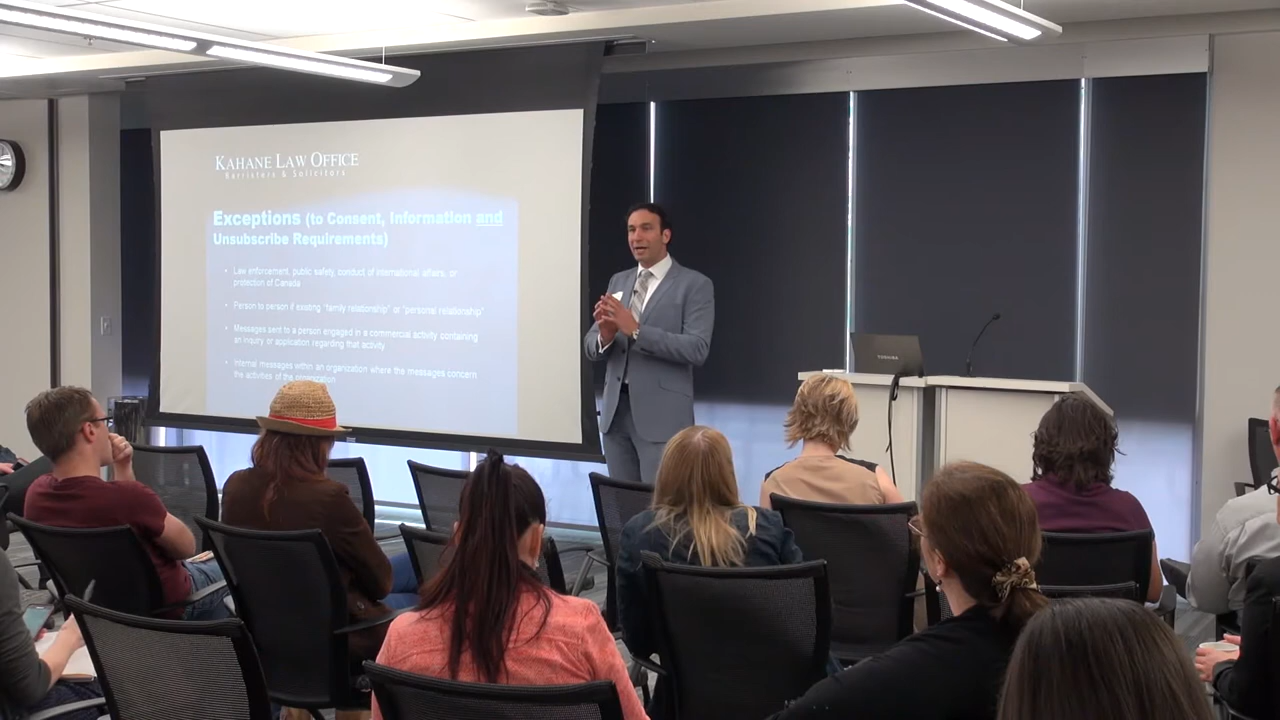 KAHANE LAW OFFICE
Barristers & Solicitors
Exceptions (to Consent, Information and
Unsubscribe Requirements)
• Law enforcement, public safety, conduct of international affairs, or
protection of Canada
• Person to person if existing "family relationship" or "personal relationship"
• Messages sent to a person engaged in a commercial activity containing
an inquiry or application regarding that activity
• Internal messages within an organization where the messages concern
the activities of the organization
TOSHIBA